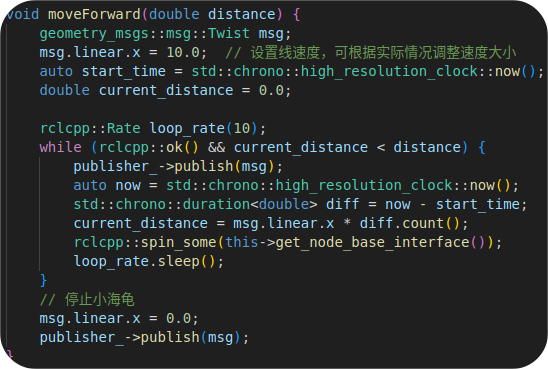 void moveForward(double distance) {
    geometry_msgs::msg::Twist msg;
    msg.linear.x = 10.0;  // 设置线速度，可根据实际情况调整速度大小
    auto start_time = std::chrono::high_resolution_clock::now();
    double current_distance = 0.0;

    rclcpp::Rate loop_rate(10);
    while (rclcpp::ok() && current_distance < distance) {
        publisher_->publish(msg);
        auto now = std::chrono::high_resolution_clock::now();
        std::chrono::duration<double> diff = now - start_time;
        current_distance = msg.linear.x * diff.count();
        rclcpp::spin_some(this->get_node_base_interface());
        loop_rate.sleep();
    }
    // 停止小海龟
    msg.linear.x = 0.0;
    publisher_->publish(msg);
}